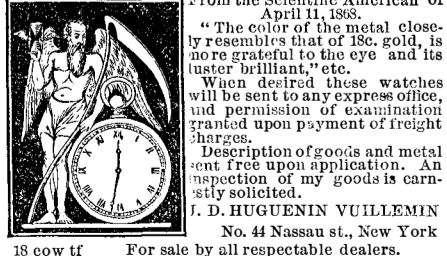 From the Scientific American of
April 11, 1868.
"The color of the metal close-
ly resembles that of 18c. gold, is
more grateful to the eye and its
luster brilliant," etc.
When desired these watches
will be sent to any express office,
and permission of examination
granted upon payment of freight
charges.
Description of goods and metal
sent free upon application. An
inspection of my goods is earn-
estly solicited.
J. D. HUGUENIN VUILLEMIN
No. 44 Nassau st., New York
18 cow tf For sale by all respectable dealers.